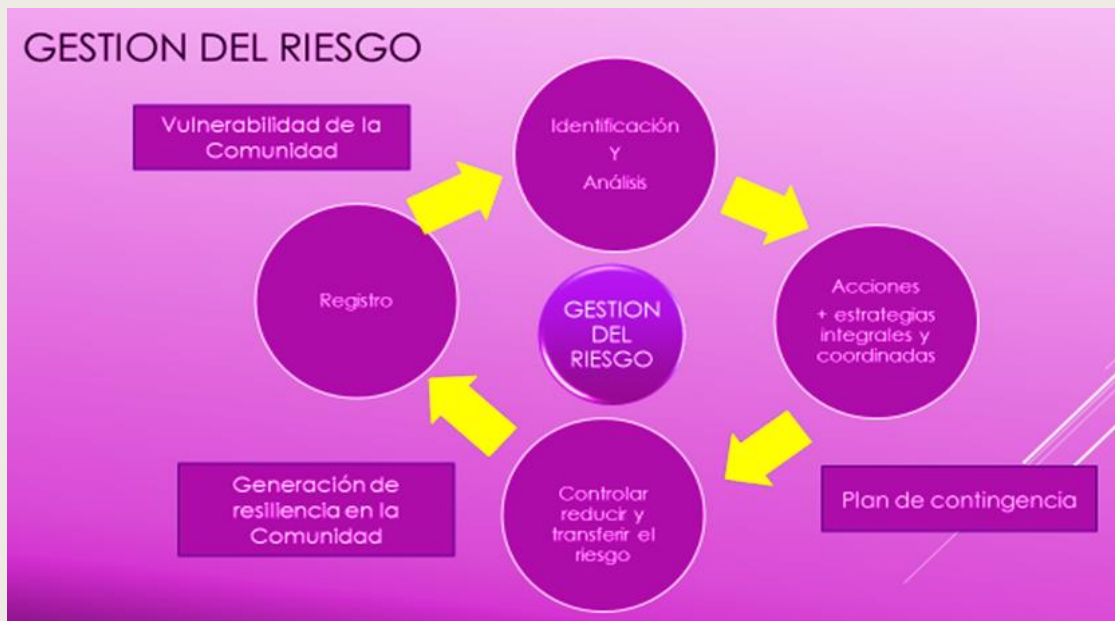 GESTION DEL RIESGO
Vulnerabilidad de la
Comunidad
Identificación
Y
Análisis
Registro
GESTION
DEL
RIESGO
Acciones
+ estrategias
integrales y
coordinadas
Generación de
resiliencia en la
Comunidad
Controlar
reducir y
transferir el
riesgo
Plan de contingencia